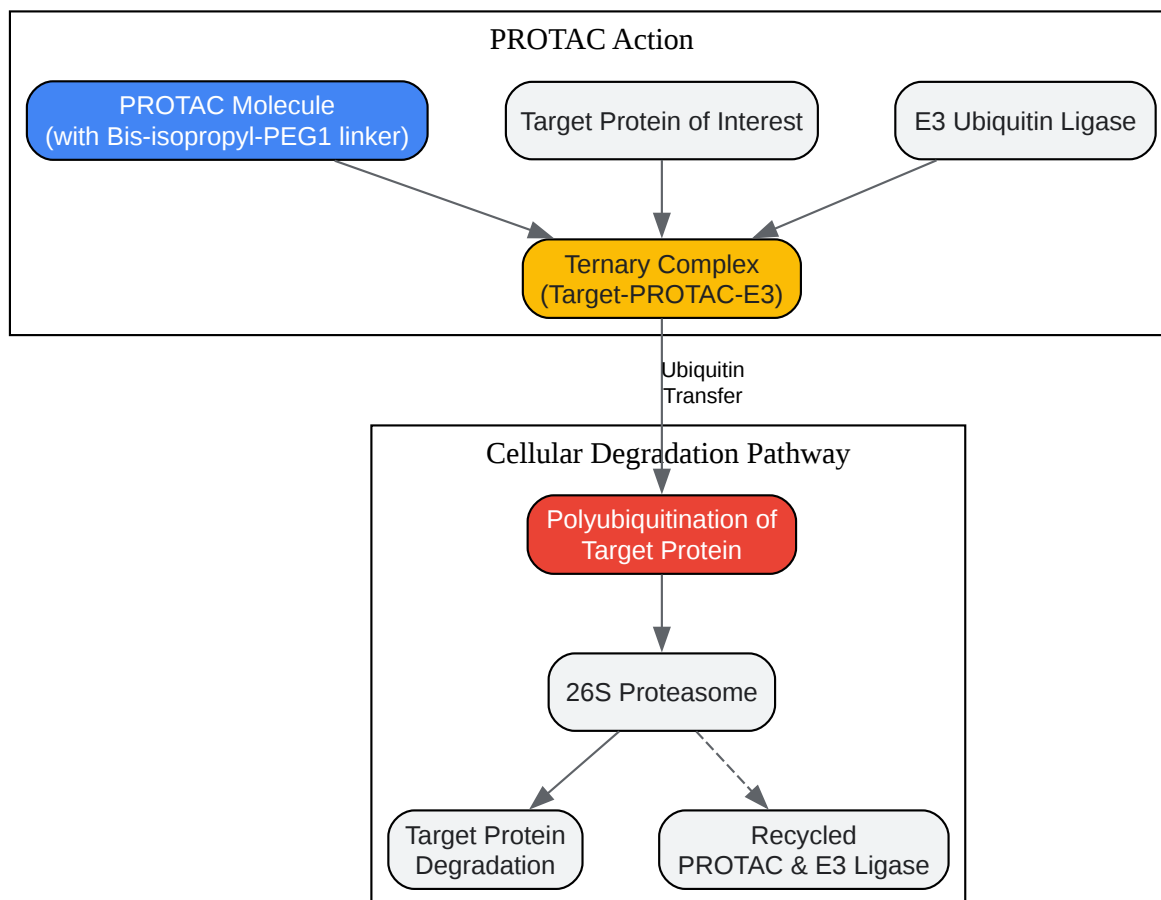 PROTAC Action
PROTAC Molecule
(with Bis-isopropyl-PEG1 linker)
Target Protein of Interest
E3 Ubiquitin Ligase
Ternary Complex
(Target-PROTAC-E3)
Ubiquitin
Transfer
Cellular Degradation Pathway
Polyubiquitination of
Target Protein
26S Proteasome
Target Protein
Degradation
Recycled
PROTAC & E3 Ligase